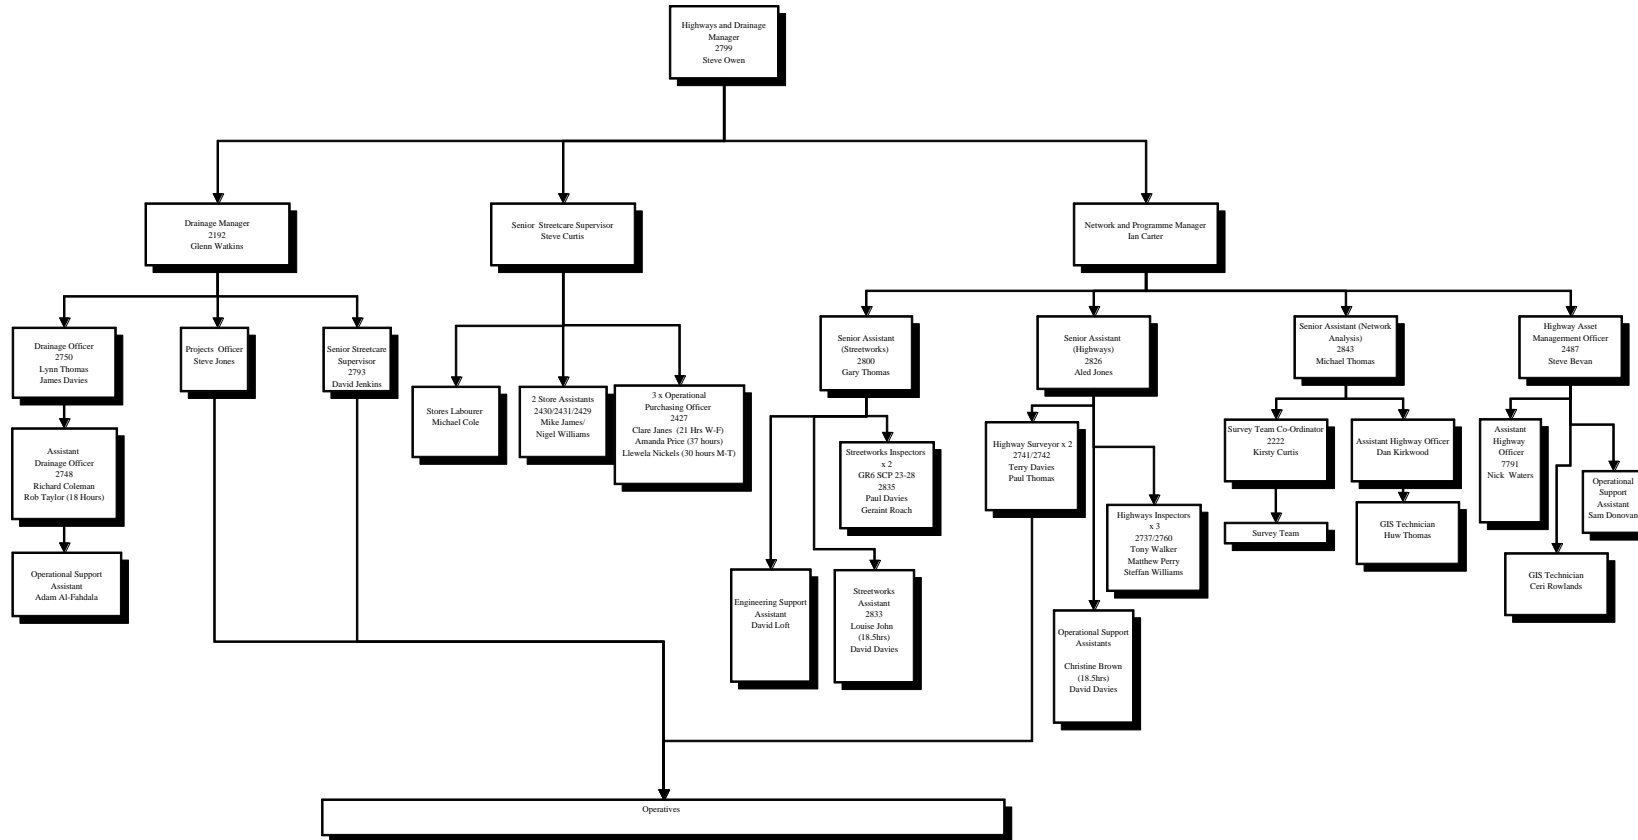 Highways and Drainage
Manager
2799
Steve Owen
Drainage Manager
2192
Glenn Watkins
Senior Streetcare Supervisor
Steve Curtis
Network and Programme Manager
Ian Carter
Drainage Officer
2750
Lynn Thomas
James Davies
Projects Officer
Steve Jones
Senior Streetcare
Supervisor
2793
David Jenkins
Senior Assistant
(Streetworks)
2800
Gary Thomas
Senior Assistant
(Highways)
2826
Aled Jones
Senior Assistant (Network
Analysis)
2843
Michael Thomas
Highway Asset
Management Officer
2487
Steve Bevan
Stores Labourer
Michael Cole
2 Store Assistants
2430/2431/2429
Mike James/
Nigel Williams
3 x Operational
Purchasing Officer
2427
Clare Janes (21 Hrs W-F)
Amanda Price (37 hours)
Llewela Nickels (30 hours M-T)
Assistant
Drainage Officer
2748
Richard Coleman
Rob Taylor (18 Hours)
Streetworks Inspectors
x 2
GR6 SCP 23-28
2835
Paul Davies
Geraint Roach
Highway Surveyor x 2
2741/2742
Terry Davies
Paul Thomas
Survey Team Co-Ordinator
2222
Kirsty Curtis
Assistant Highway Officer
Dan Kirkwood
Assistant
Highway
Officer
7791
Nick Waters
Operational
Support
Assistant
Sam Donovan
Highways Inspectors
x 3
2737/2760
Tony Walker
Matthew Perry
Steffan Williams
Survey Team
GIS Technician
Huw Thomas
Operational Support
Assistant
Adam Al-Fahdala
Engineering Support
Assistant
David Loft
Streetworks
Assistant
2833
Louise John
(18.5hrs)
David Davies
GIS Technician
Ceri Rowlands
Operational Support
Assistants
Christine Brown
(18.5hrs)
David Davies
Operatives